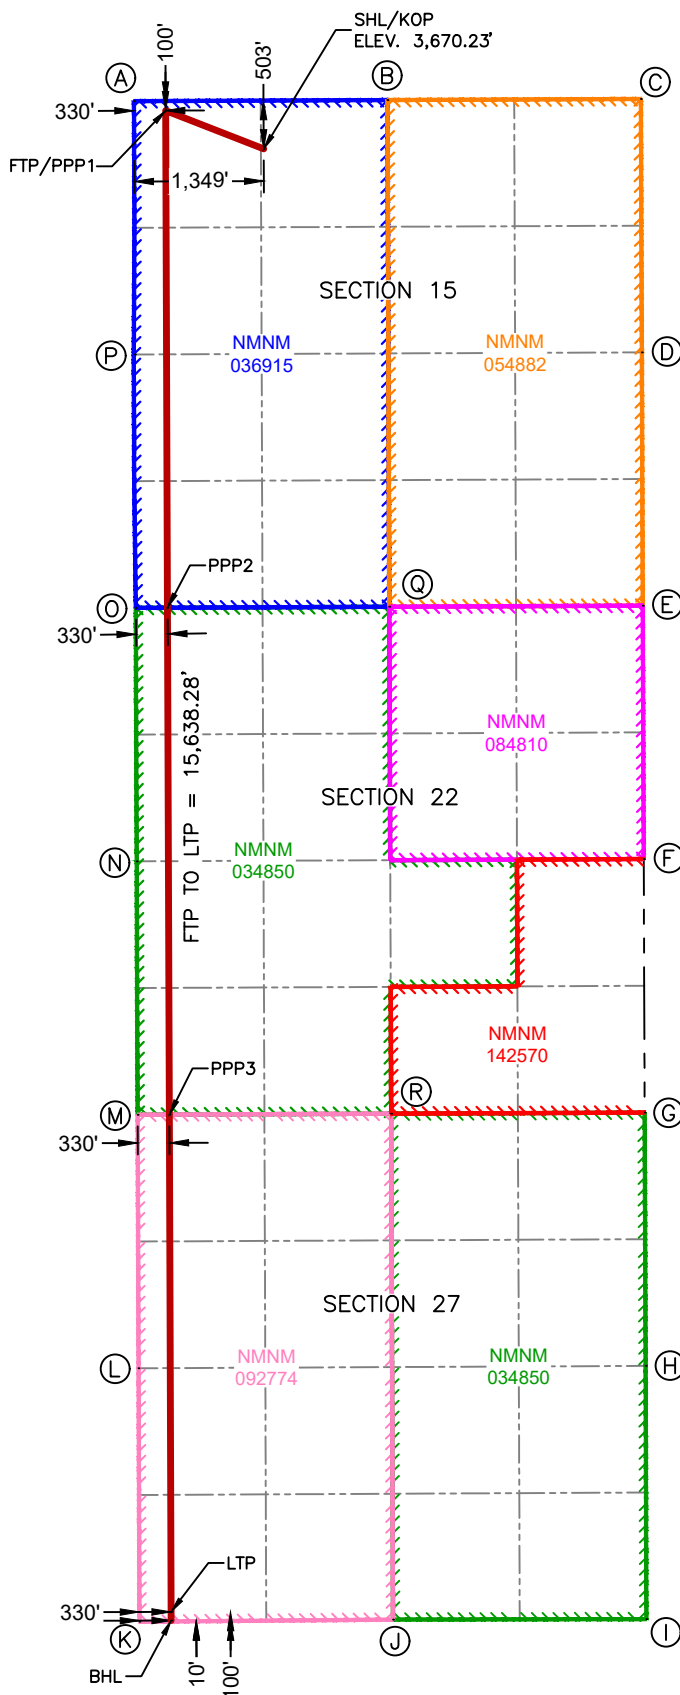 SHL/KOP
ELEV. 3,670.23'
100'
503'
A
B
C
330'
FTP/PPP1
1,349'
SECTION 15
NMNM
036915
NMNM
054882
P
D
PPP2
Q
O
E
330'
FTP TO LTP = 15,638.28'
NMNM
084810
SECTION 22
NMNM
034850
N
F
NMNM
142570
PPP3
R
M
G
330'
SECTION 27
NMNM
092774
NMNM
034850
L
H
LTP
330'
K
J
I
BHL
10'
100'